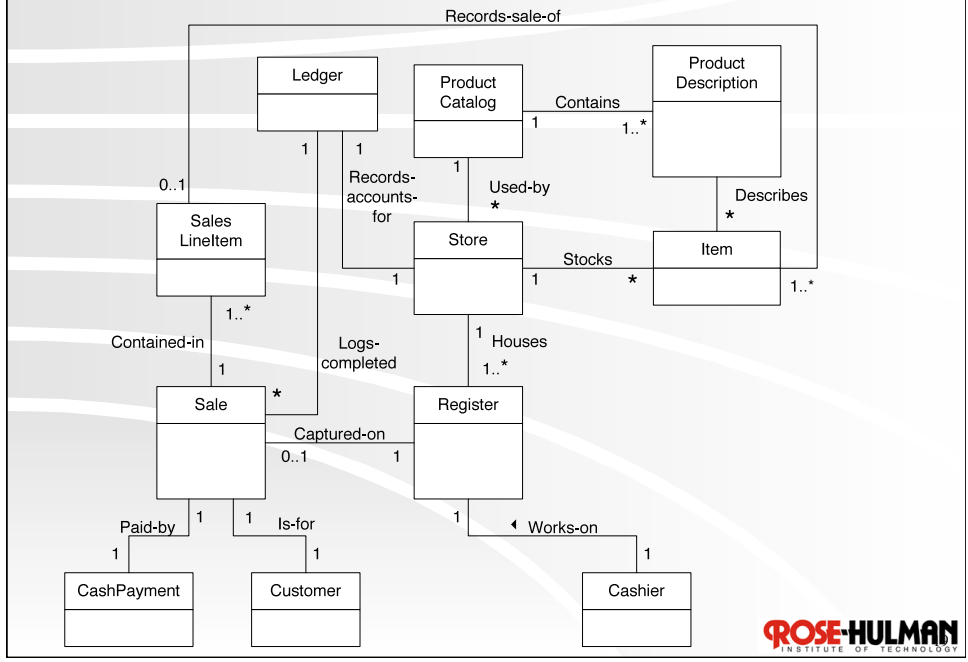 Records-sale-of
Ledger
Product
Catalog
Product
Description
Contains
1
1..*
1
1
1
Records-
accounts-
for
Used-by
*
Describes
*
0..1
Sales
LineItem
Store
Item
Stocks
1
1
*
1..*
1..*
Contained-in
1
Logs-
completed
*
1
Houses
1..*
Sale
Register
Captured-on
0..1
1
Paid-by
1
1
Is-for
1
1
1
Works-on
1
CashPayment
Customer
Cashier
ROSE-HULMAN
INSTITUTE OF TECHNOLOGY